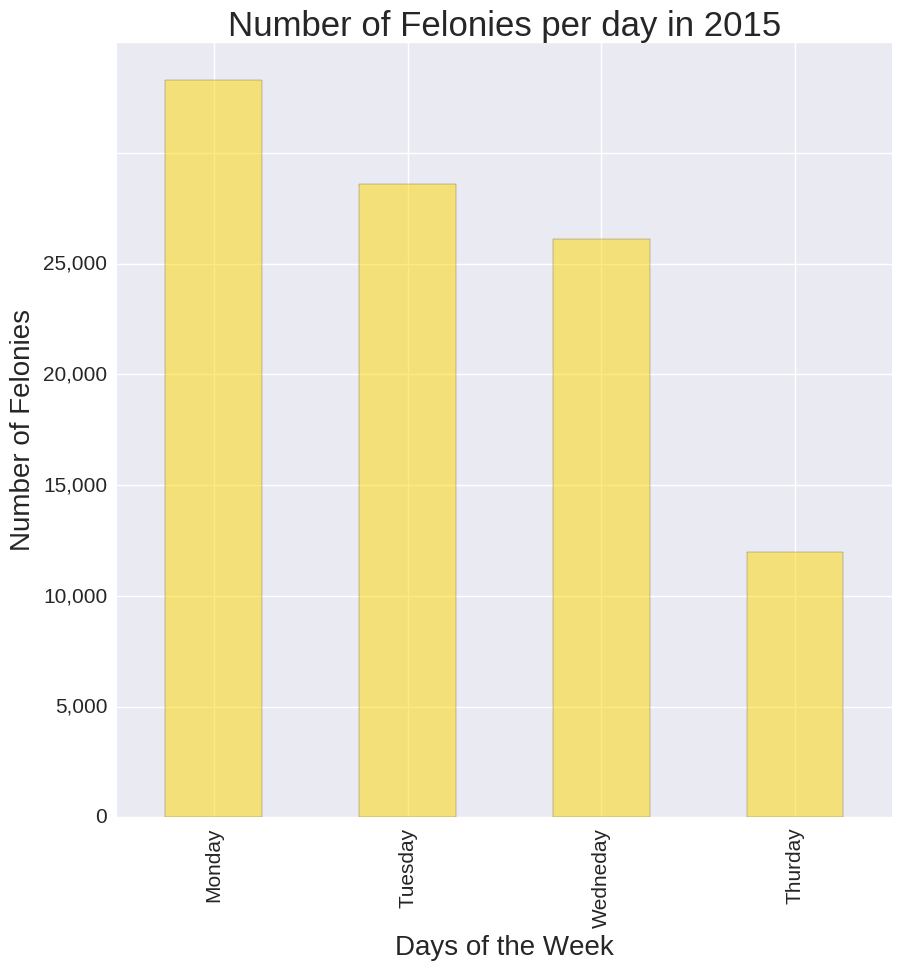 Number of Felonies per day in 2015
Number of Felonies
25,000
20,000
15,000
10,000
5,000
0
Monday
Tuesday
Wedneday
Thurday
Days of the Week